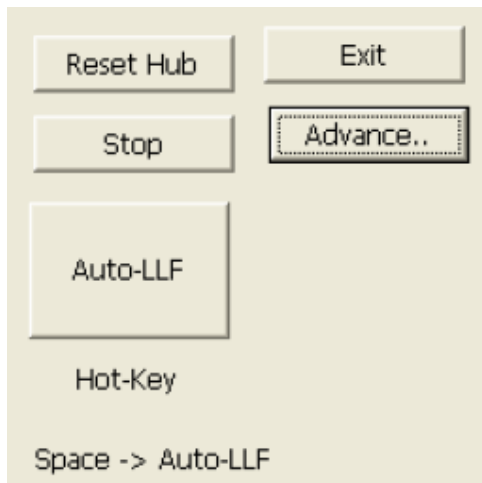 Reset Hub
Exit
Stop
Advance..
Auto-LLF
Hot-Key
Space -> Auto-LLF